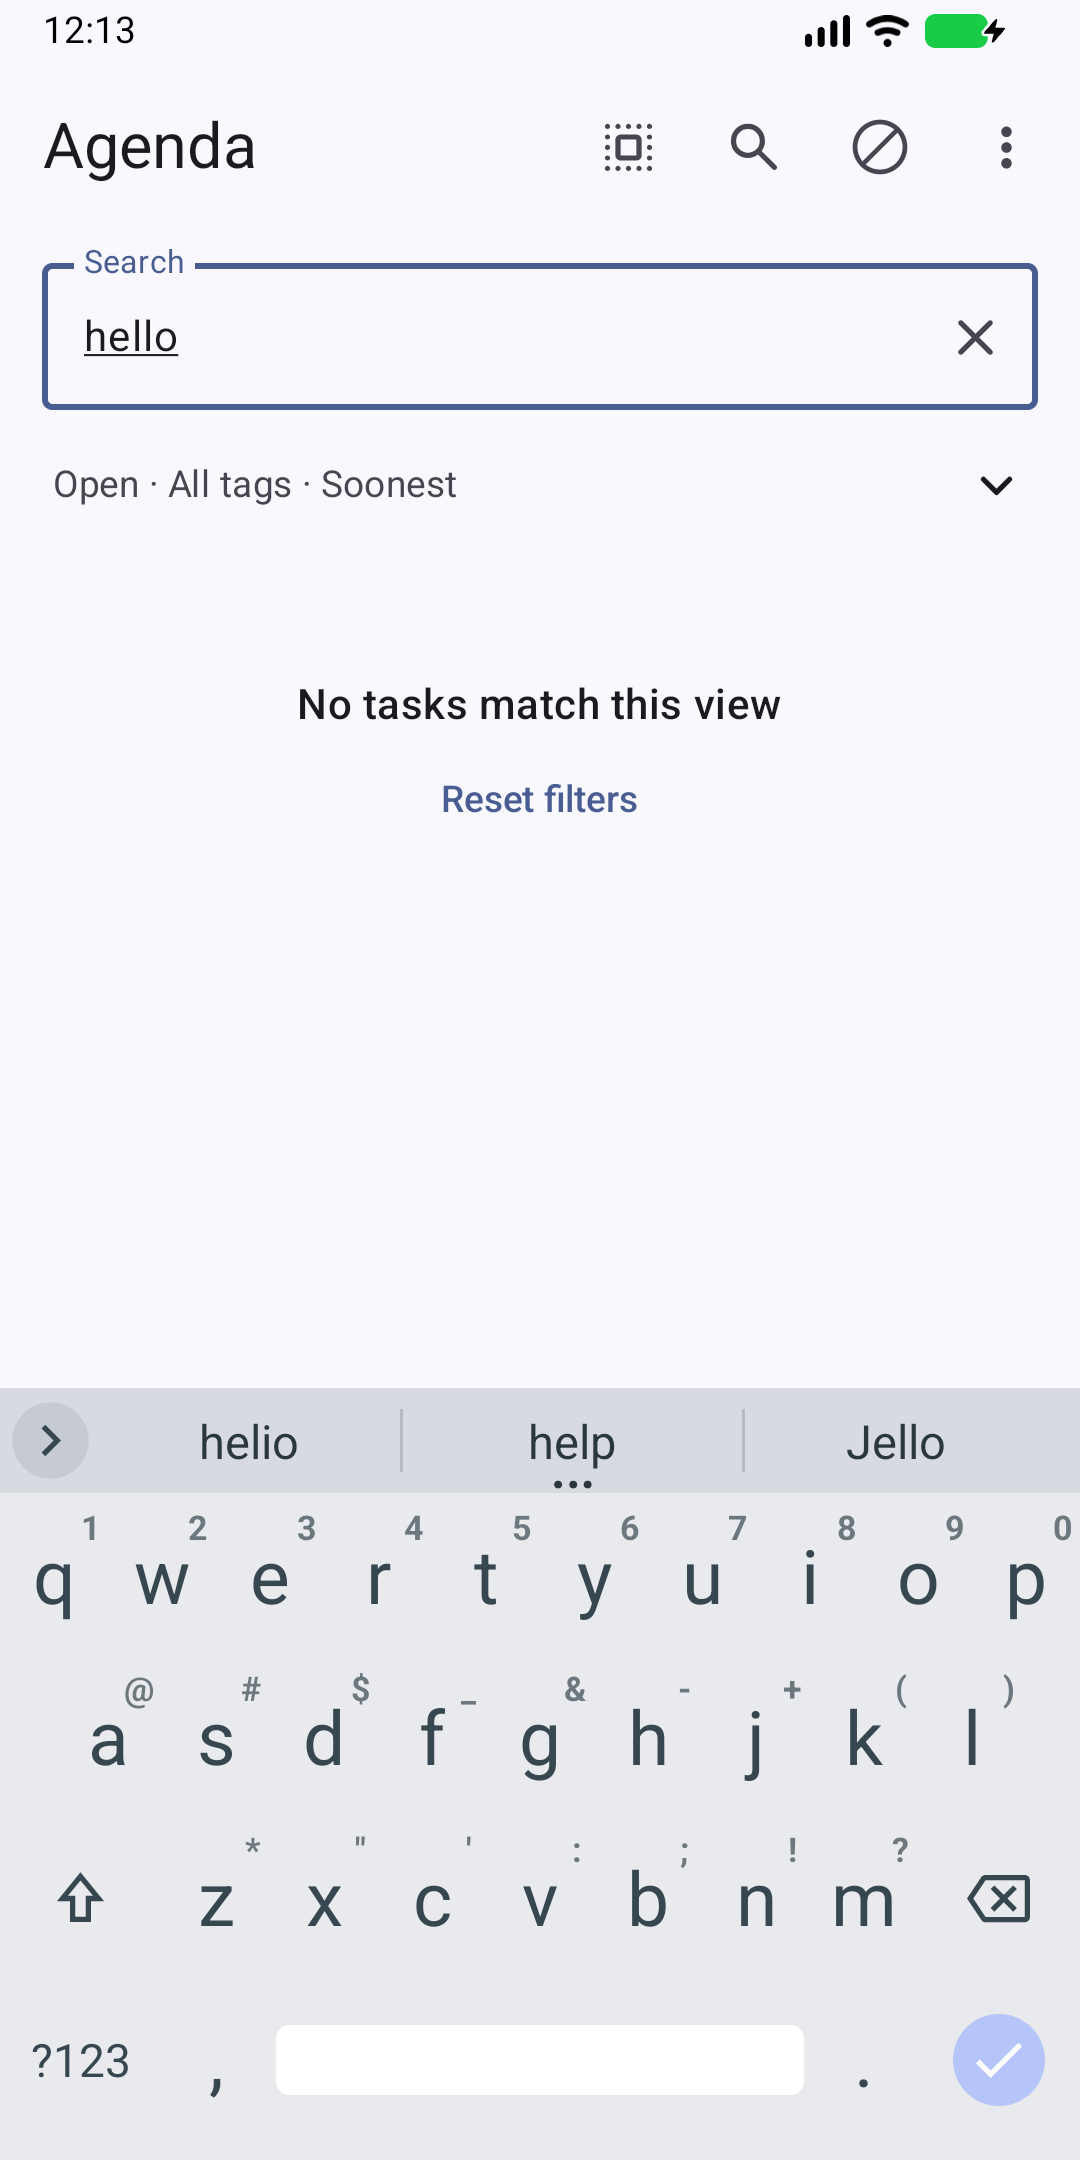 12:13
Agenda
Search
hello
Open · All tags · Soonest
No tasks match this view
Reset filters
helio help Jello
1 2 3 4 5 6 7 8 9 0
q w e r t y u i o p
@ # $ _ & - + ( )
a s d f g h j k l
* " ' : ; ! ?
z x c v b n m
?123 , .